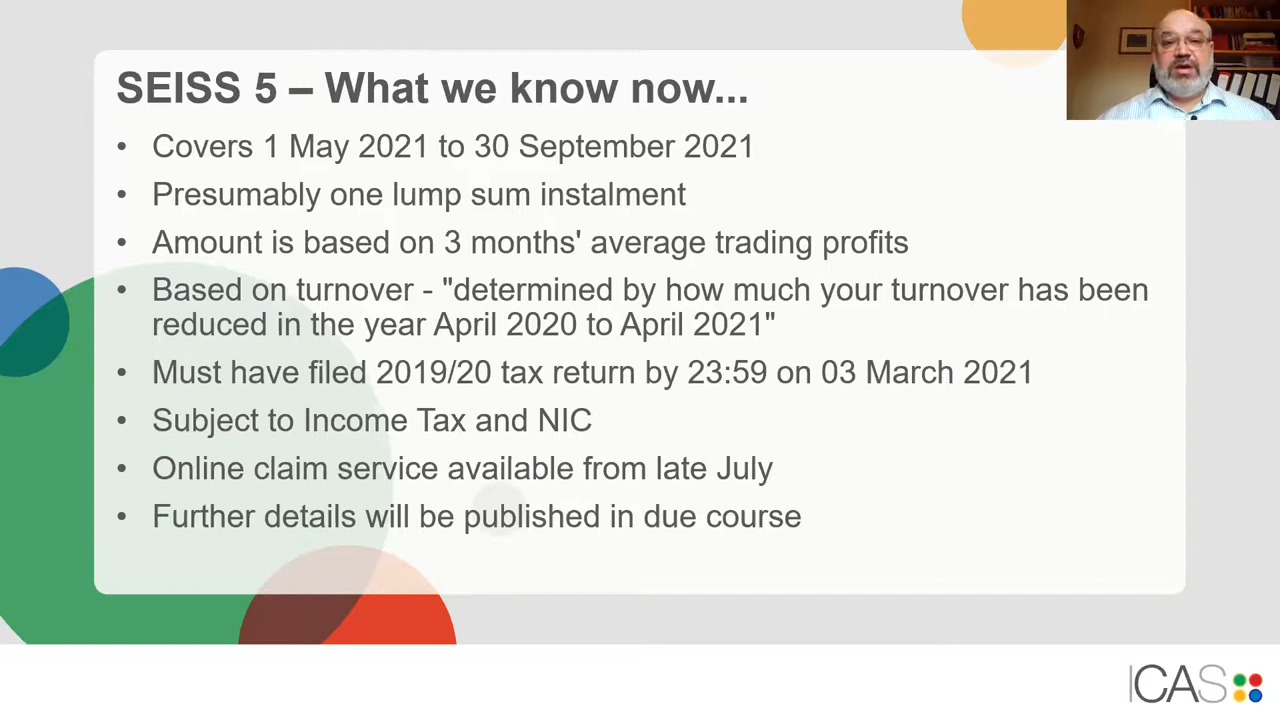 SEISS 5 – What we know now...
• Covers 1 May 2021 to 30 September 2021
• Presumably one lump sum instalment
• Amount is based on 3 months' average trading profits
• Based on turnover - "determined by how much your turnover has been
reduced in the year April 2020 to April 2021"
• Must have filed 2019/20 tax return by 23:59 on 03 March 2021
• Subject to Income Tax and NIC
• Online claim service available from late July
• Further details will be published in due course
ICAS